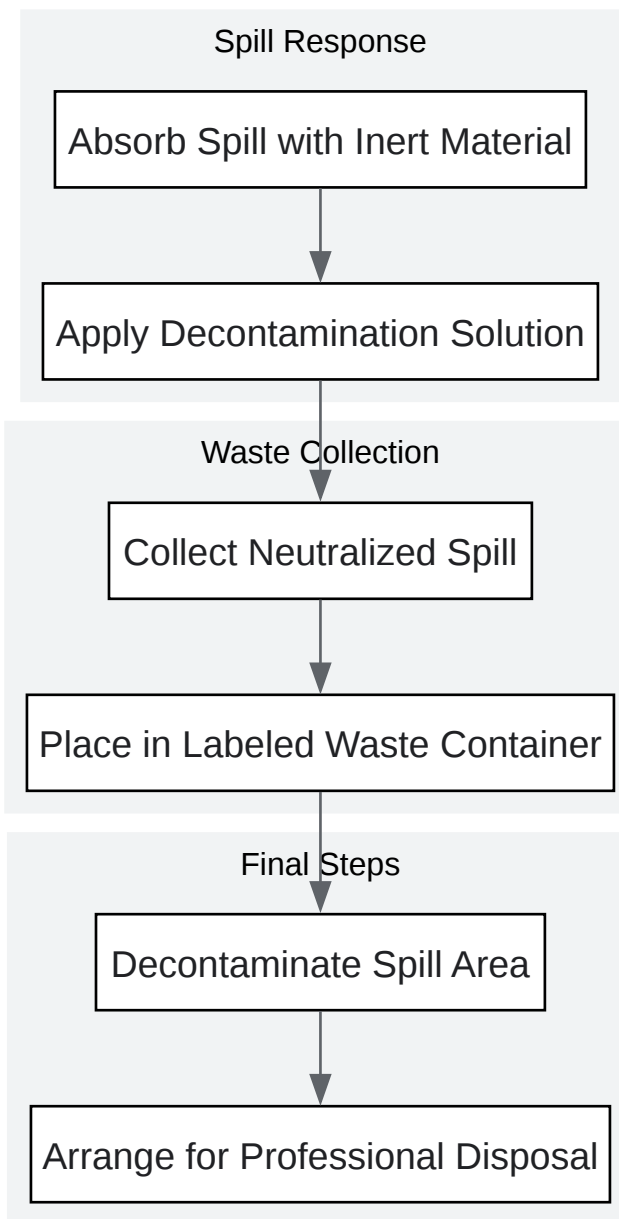 Spill Response
Absorb Spill with Inert Material
Apply Decontamination Solution
Waste Collection
Collect Neutralized Spill
Place in Labeled Waste Container
Final Steps
Decontaminate Spill Area
Arrange for Professional Disposal